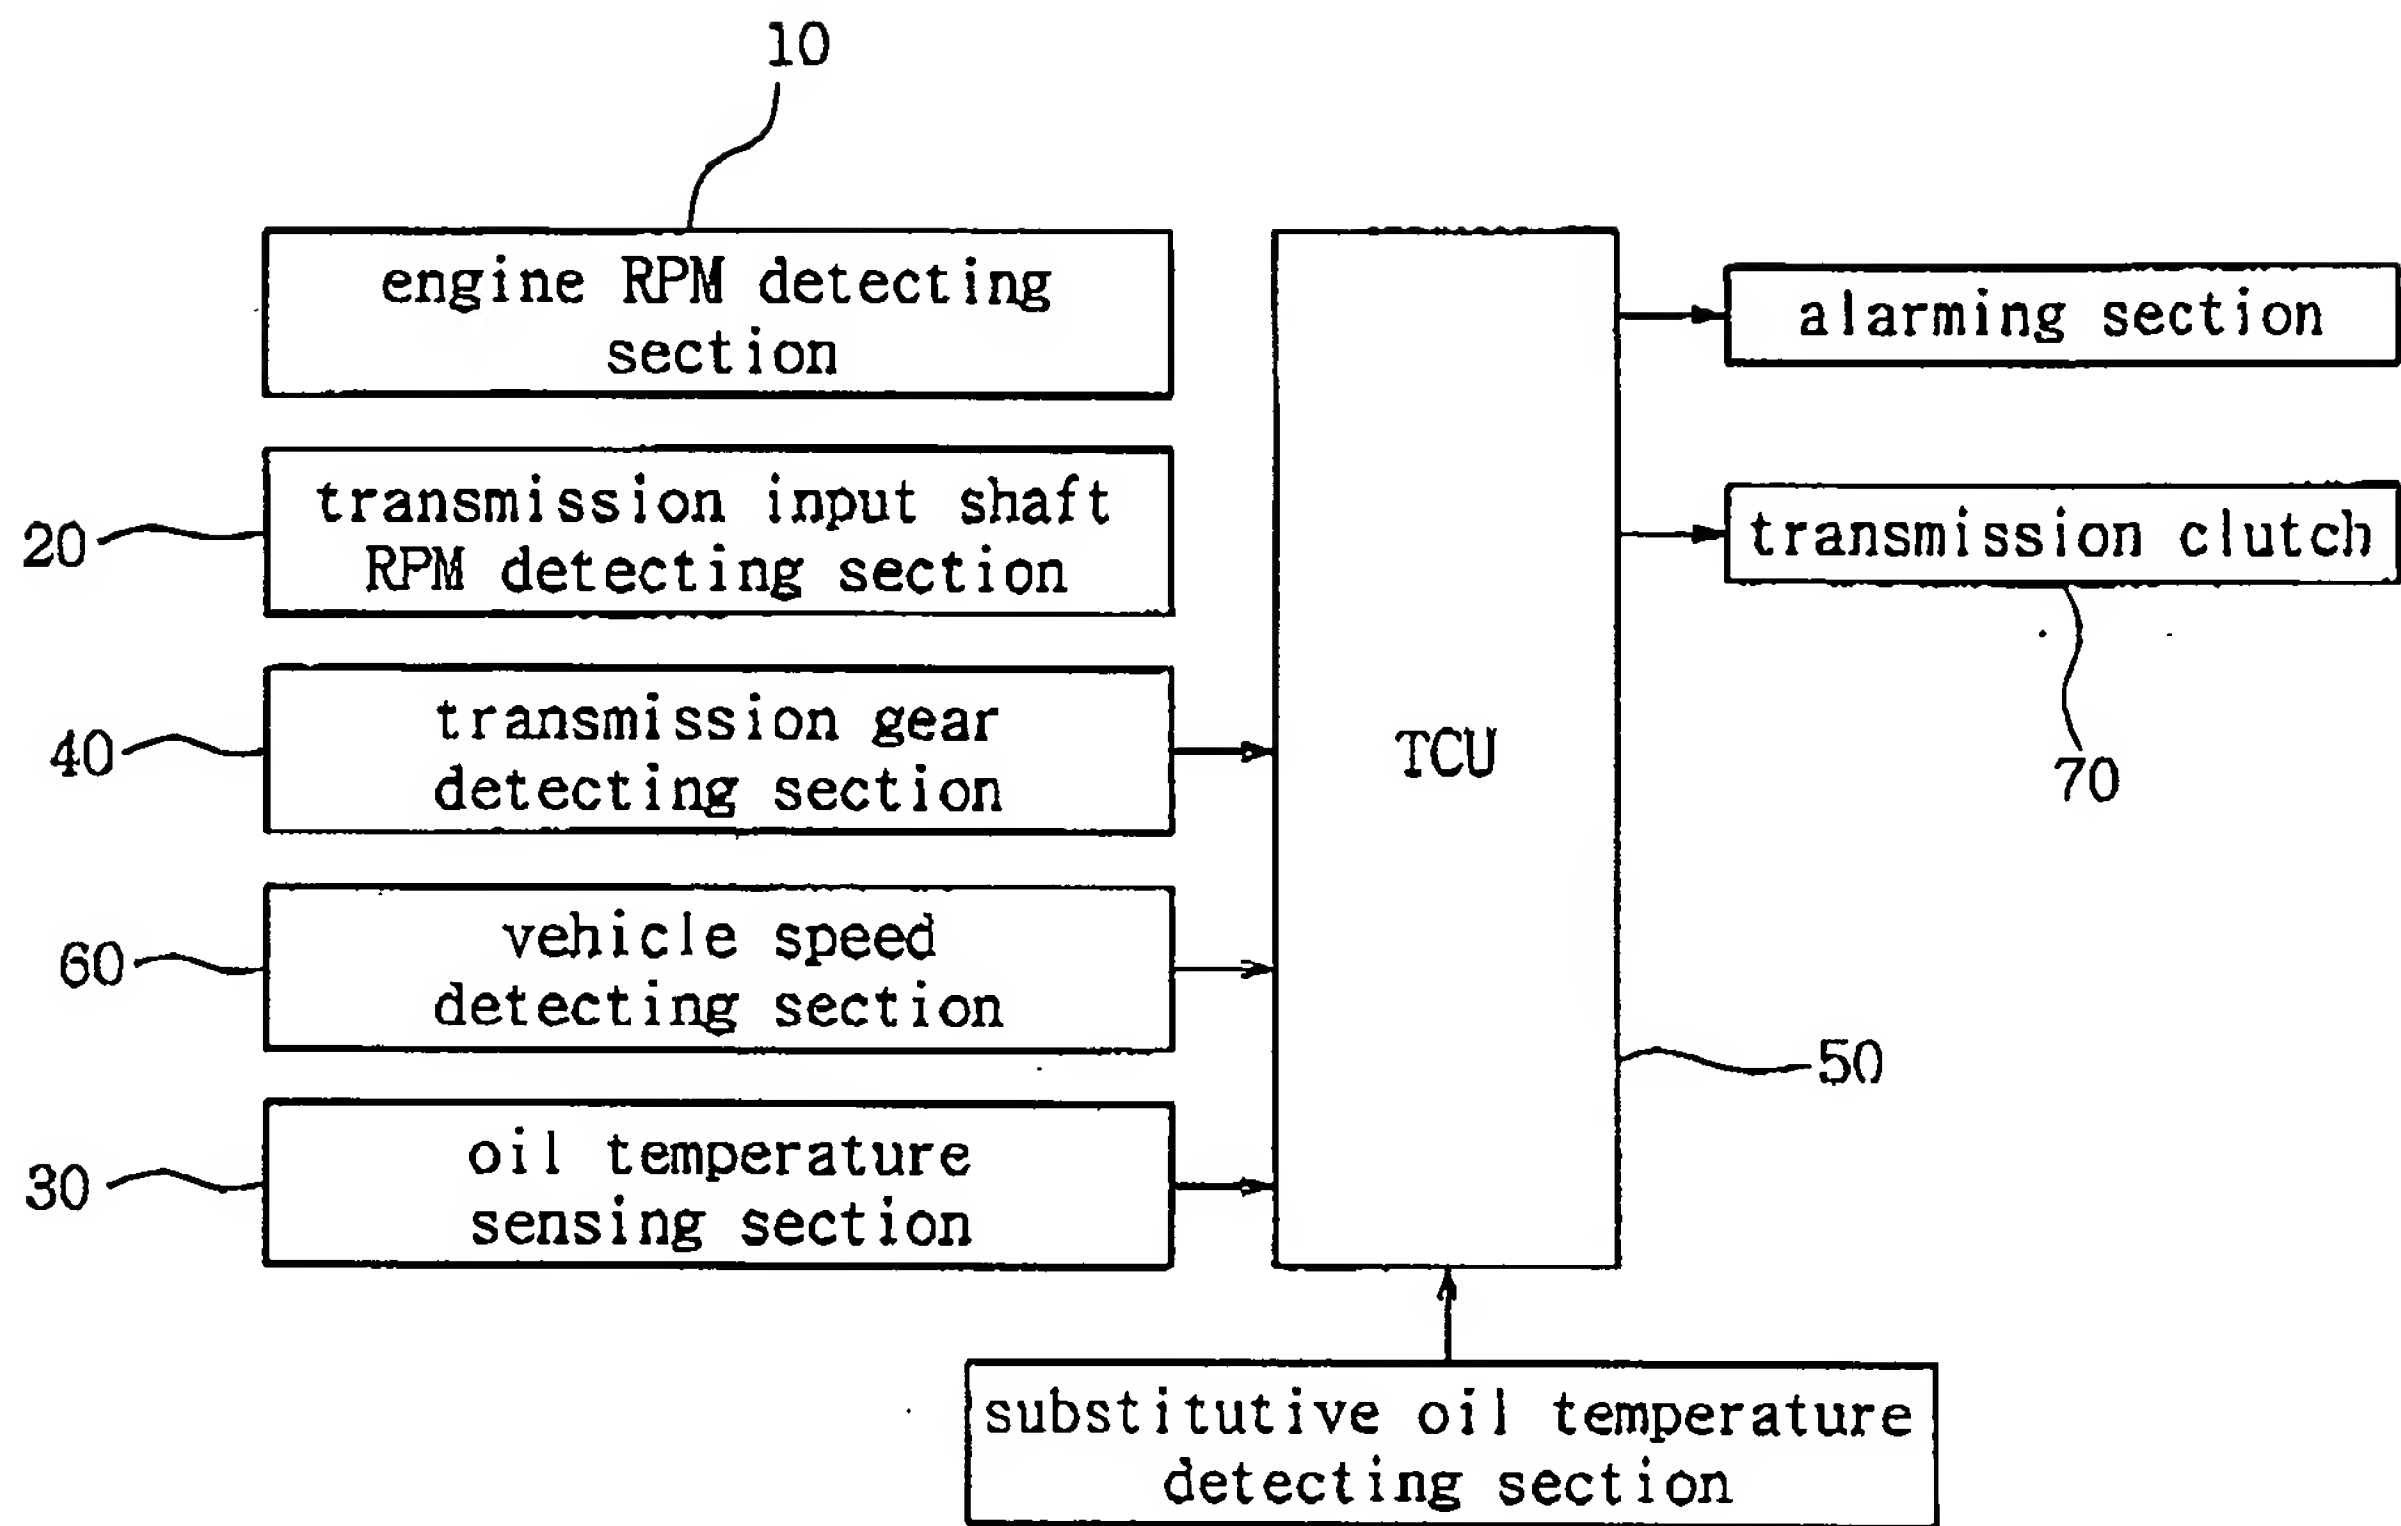 10
engine RPM detecting
section
alarming section
20
transmission input shaft
RPM detecting section
transmission clutch
70
40
transmission gear
detecting section
TCU
60
vehicle speed
detecting section
50
30
oil temperature
sensing section
substitutive oil temperature
detecting section